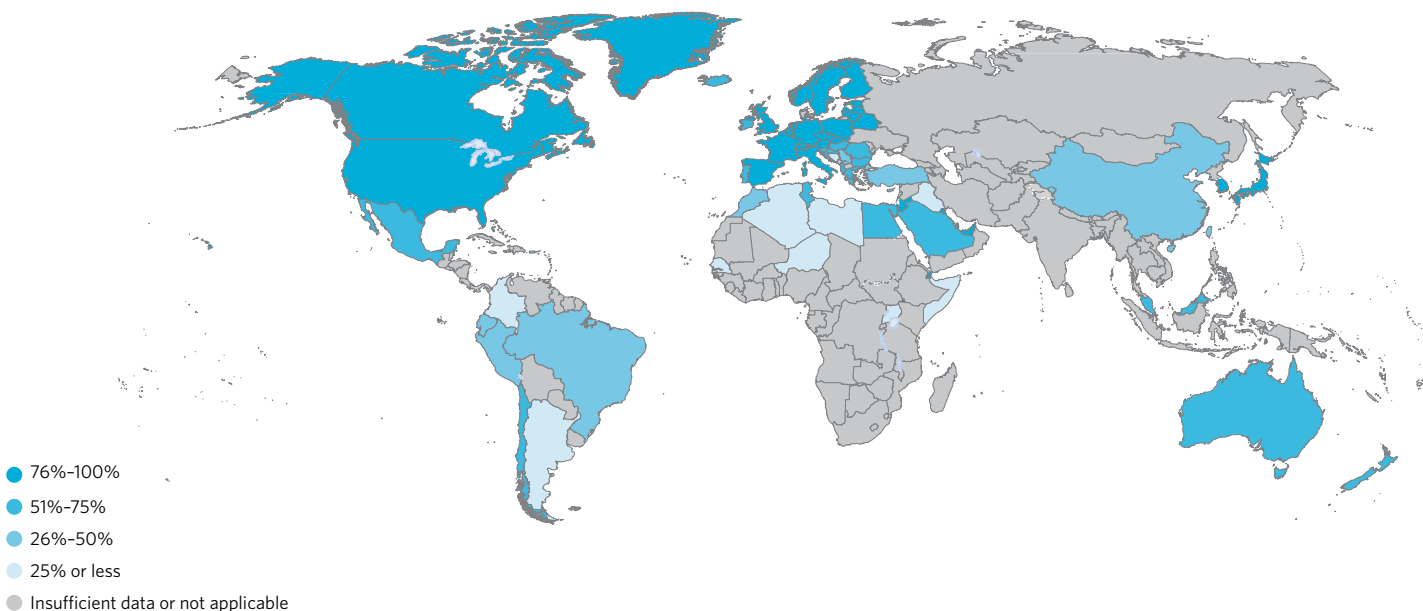 76%–100%
51%–75%
26%–50%
25% or less
Insufficient data or not applicable